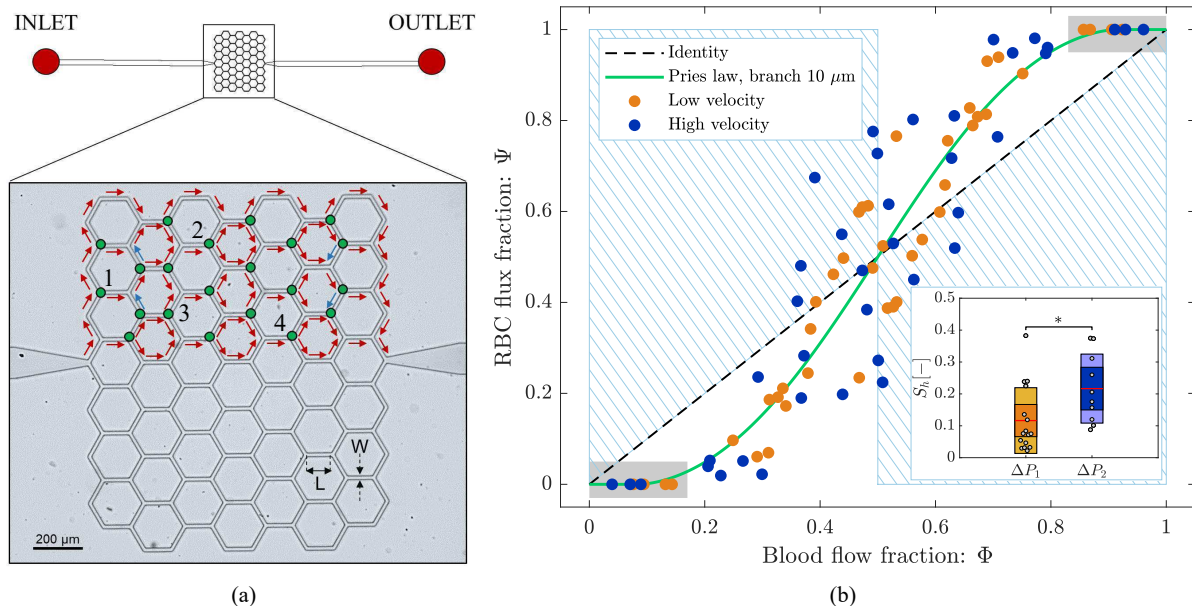 INLET
OUTLET
1
2
3
4
W
L
200 μm
(a)
RBC flux fraction: Ψ
1
0.8
0.6
0.4
0.2
0
0
0.2
0.4
0.6
0.8
1
Blood flow fraction: Φ
Identity
Pries law, branch 10 μm
Low velocity
High velocity
S_h[−]
0.5
0.4
0.3
0.2
0.1
0
*
ΔP₁
ΔP₂
(b)